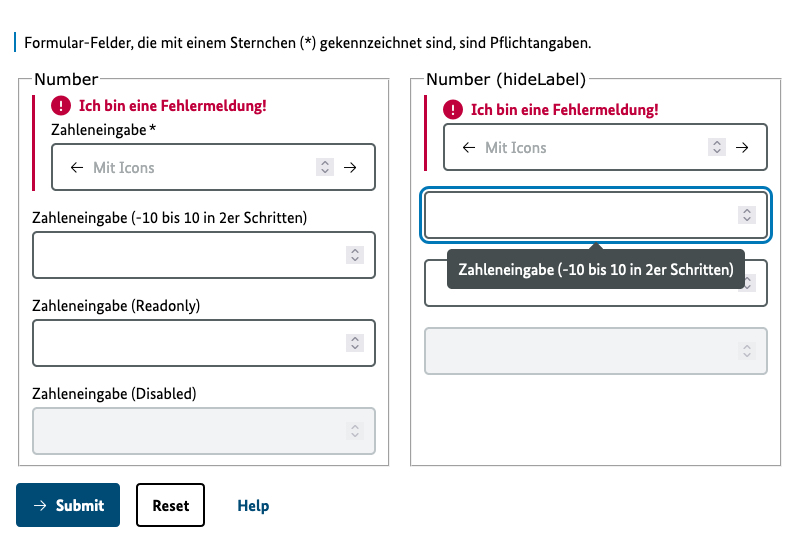 Formular-Felder, die mit einem Sternchen (*) gekennzeichnet sind, sind Pflichtangaben.
Number
Ich bin eine Fehlermeldung!
Zahleneingabe *
Mit Icons
Zahleneingabe (-10 bis 10 in 2er Schritten)
Zahleneingabe (Readonly)
Zahleneingabe (Disabled)
Number (hideLabel)
Ich bin eine Fehlermeldung!
Mit Icons
Zahleneingabe (-10 bis 10 in 2er Schritten)
Submit
Reset
Help